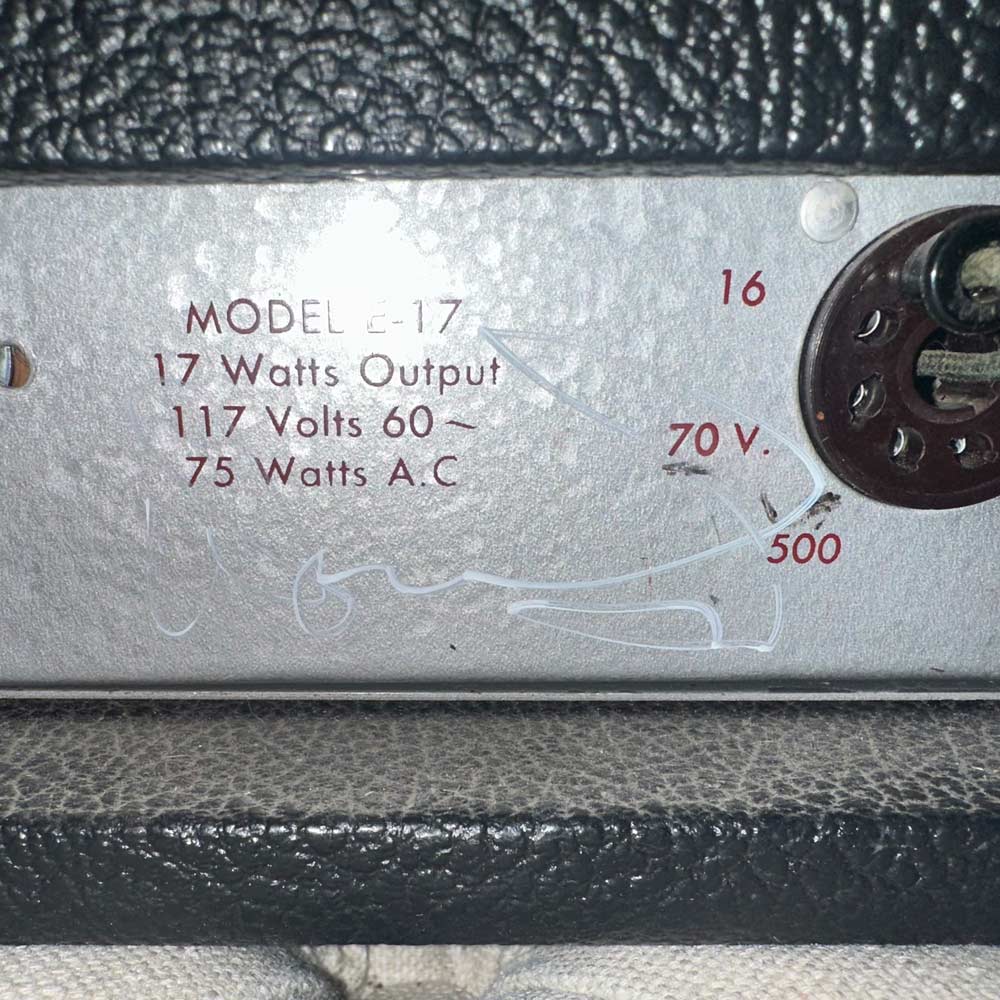 MODEL E-17
17 Watts Output
117 Volts 60~
75 Watts A.C
16
70 V.
500